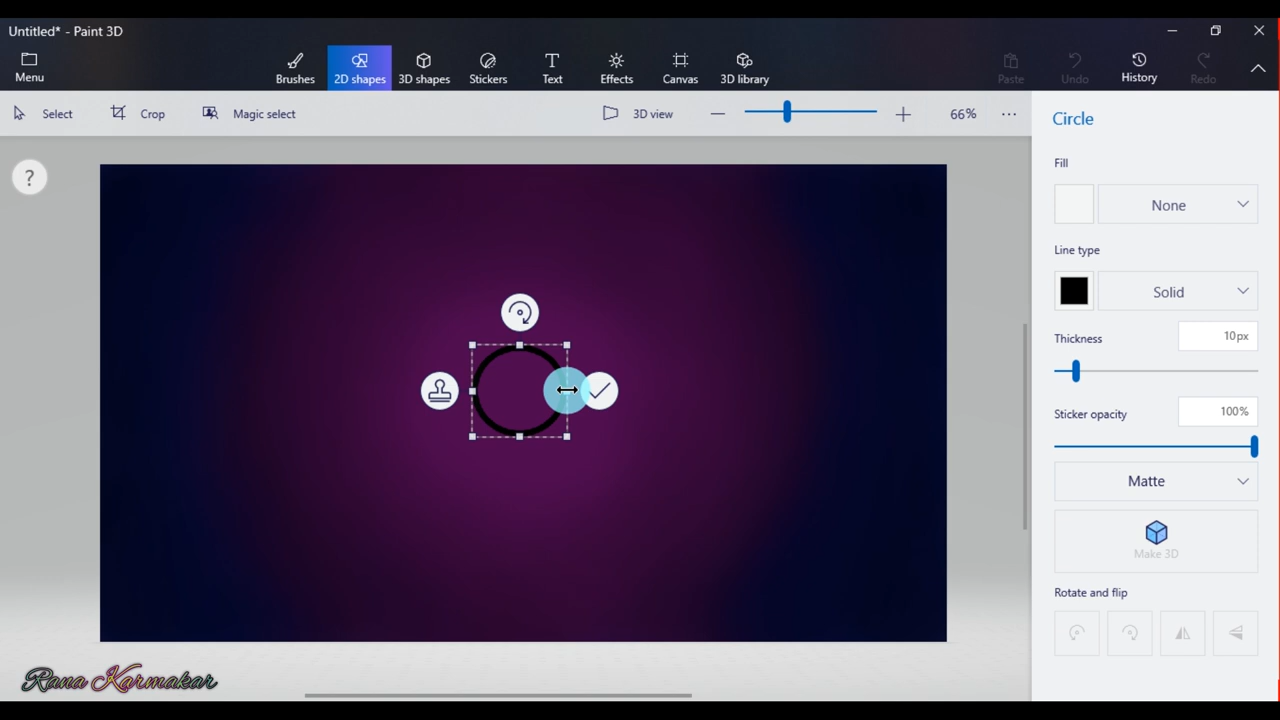 Untitled* - Paint 3D
Menu
Brushes
2D shapes
3D shapes
Stickers
Text
Effects
Canvas
3D library
Paste
Undo
History
Redo
Select
Crop
Magic select
3D view
66%
Circle
?
Fill
None
Line type
Solid
Thickness
10px
Sticker opacity
100%
Matte
Make 3D
Rotate and flip
Rana Karmakar